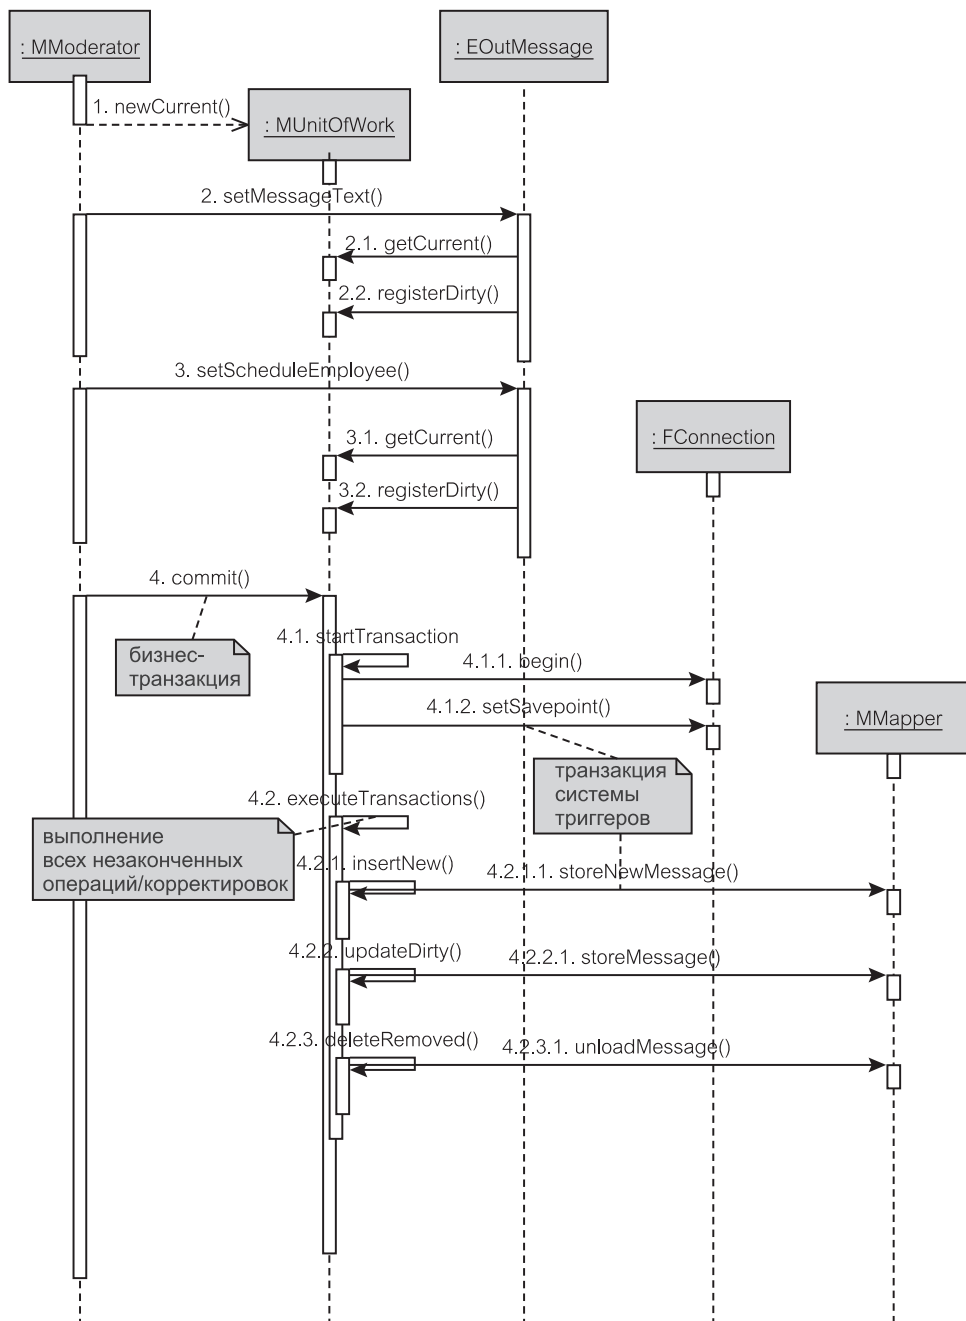 : MModerator
: EOutMessage
1. newCurrent()
: MUnitOfWork
2. setMessageText()
2.1. getCurrent()
2.2. registerDirty()
3. setScheduleEmployee()
: FConnection
3.1. getCurrent()
3.2. registerDirty()
4. commit()
4.1. startTransaction
бизнес-
транзакция
4.1.1. begin()
4.1.2. setSavepoint()
: MMapper
транзакция
системы
триггеров
4.2. executeTransactions()
выполнение
всех незаконченных
операций/корректировок
4.2.1. insertNew()
4.2.1.1. storeNewMessage()
4.2.2. updateDirty()
4.2.2.1. storeMessage()
4.2.3. deleteRemoved()
4.2.3.1. unloadMessage()